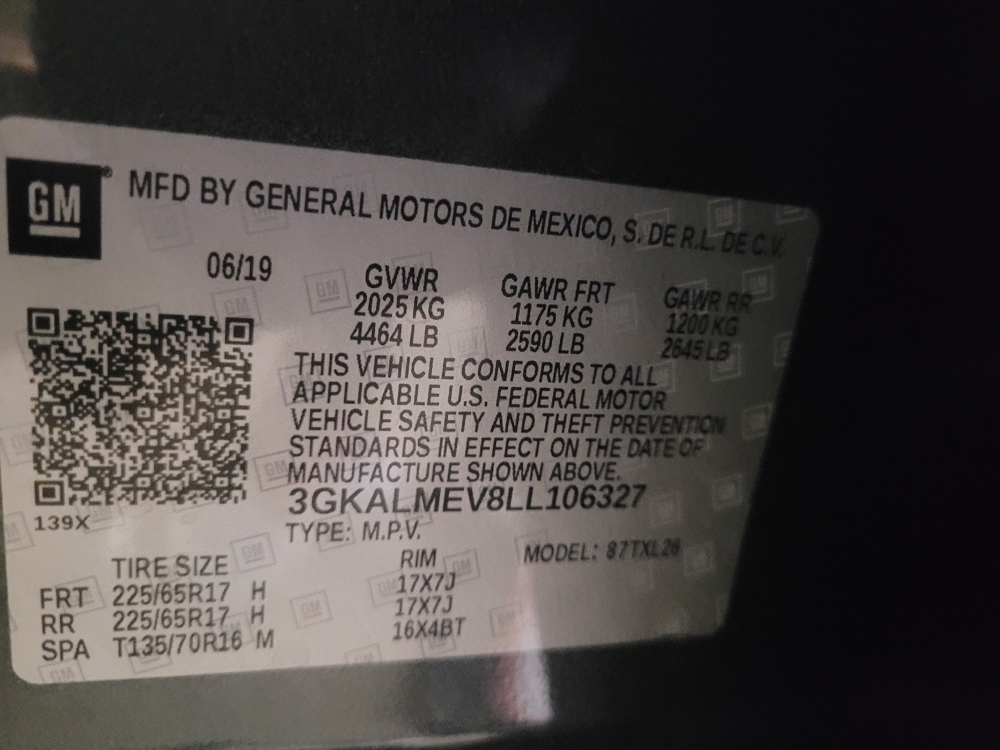 GM® MFD BY GENERAL MOTORS DE MEXICO, S. DE R.L. DE C.V.
06/19 GVWR GAWR FRT GAWR RR
2025 KG 1175 KG 1200 KG
4464 LB 2590 LB 2645 LB
THIS VEHICLE CONFORMS TO ALL
APPLICABLE U.S. FEDERAL MOTOR
VEHICLE SAFETY AND THEFT PREVENTION
STANDARDS IN EFFECT ON THE DATE OF
MANUFACTURE SHOWN ABOVE.
3GKALMEV8LL106327
139X
TYPE: M.P.V. MODEL: 87TXL26
TIRE SIZE RIM
FRT 225/65R17 H 17X7J
RR 225/65R17 H 17X7J
SPA T135/70R16 M 16X4BT